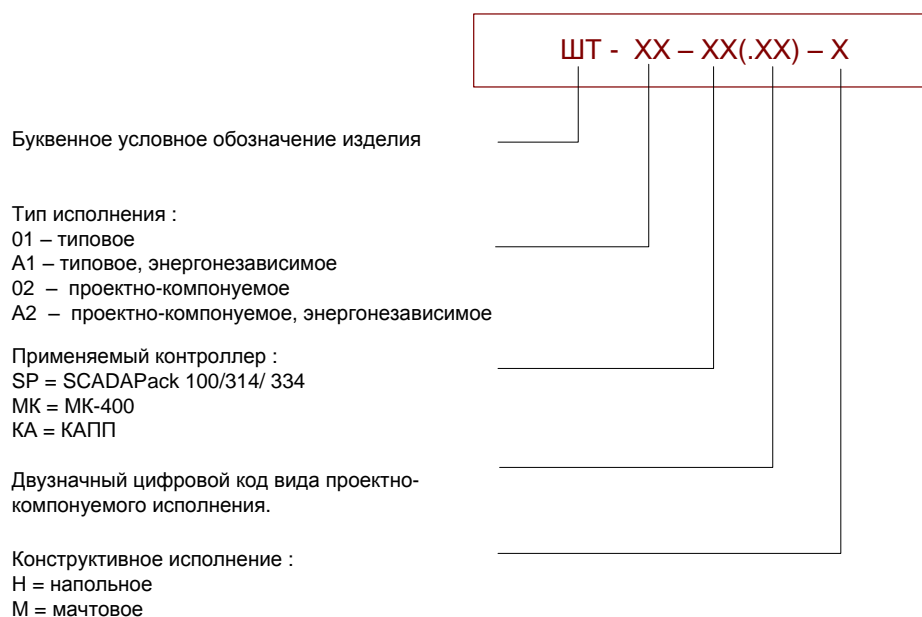 ШТ - XX – XX(.XX) – X
Буквенное условное обозначение изделия
Тип исполнения :
01 – типовое
А1 – типовое, энергонезависимое
02 – проектно-компонуемое
А2 – проектно-компонуемое, энергонезависимое
Применяемый контроллер :
SP = SCADAPack 100/314/ 334
МК = МК-400
КА = КАПП
Двузначный цифровой код вида проектно-
компонуемого исполнения.
Конструктивное исполнение :
Н = напольное
М = мачтовое